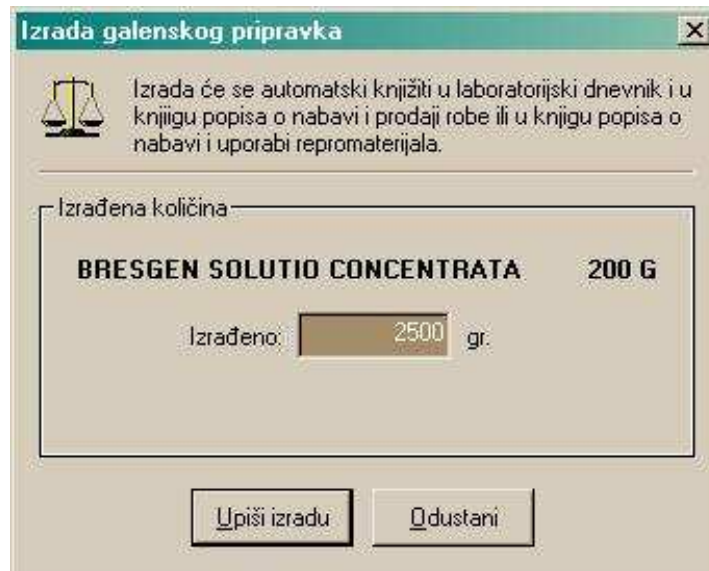 Izrada galenskog pripravka
Izrada će se automatski knjižiti u laboratorijski dnevnik i u
knjigu popisa o nabavi i prodaji robe ili u knjigu popisa o
nabavi i uporabi repromaterijala.
Izrađena količina
BRESGEN SOLUTIO CONCENTRATA 200 G
Izrađeno: 2500 gr.
Upiši izradu Odustani